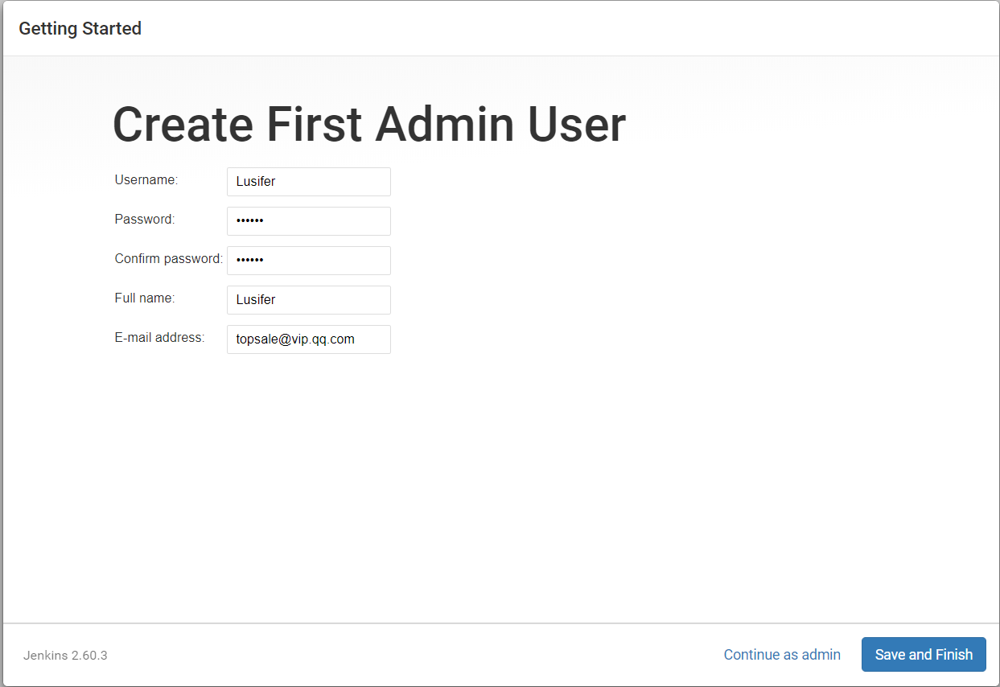 Getting Started
Create First Admin User
Username: Lusifer
Password: ••••••
Confirm password: ••••••
Full name: Lusifer
E-mail address: topsale@vip.qq.com
Jenkins 2.60.3 Continue as admin Save and Finish